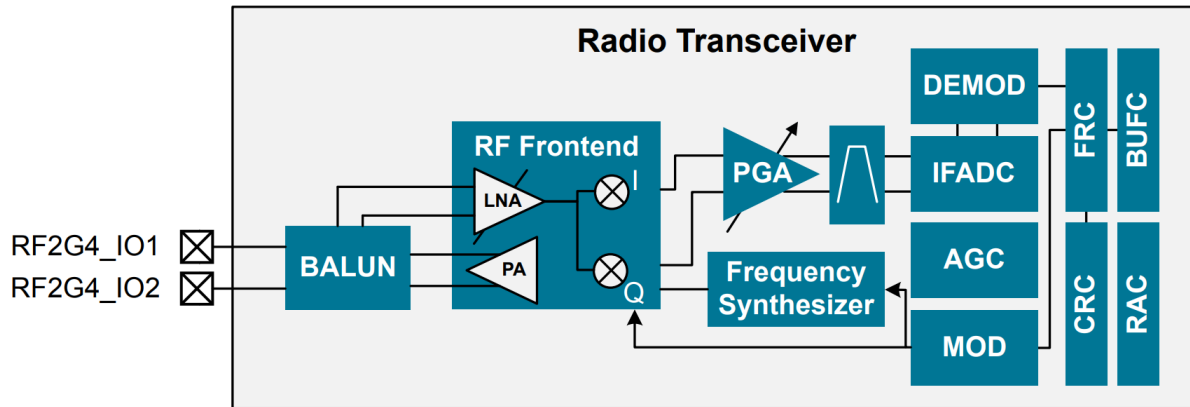 Radio Transceiver
RF2G4_IO1
RF2G4_IO2
BALUN
RF Frontend
LNA
PA
I
Q
PGA
Frequency
Synthesizer
DEMOD
IFADC
AGC
MOD
FRC
BUFC
CRC
RAC